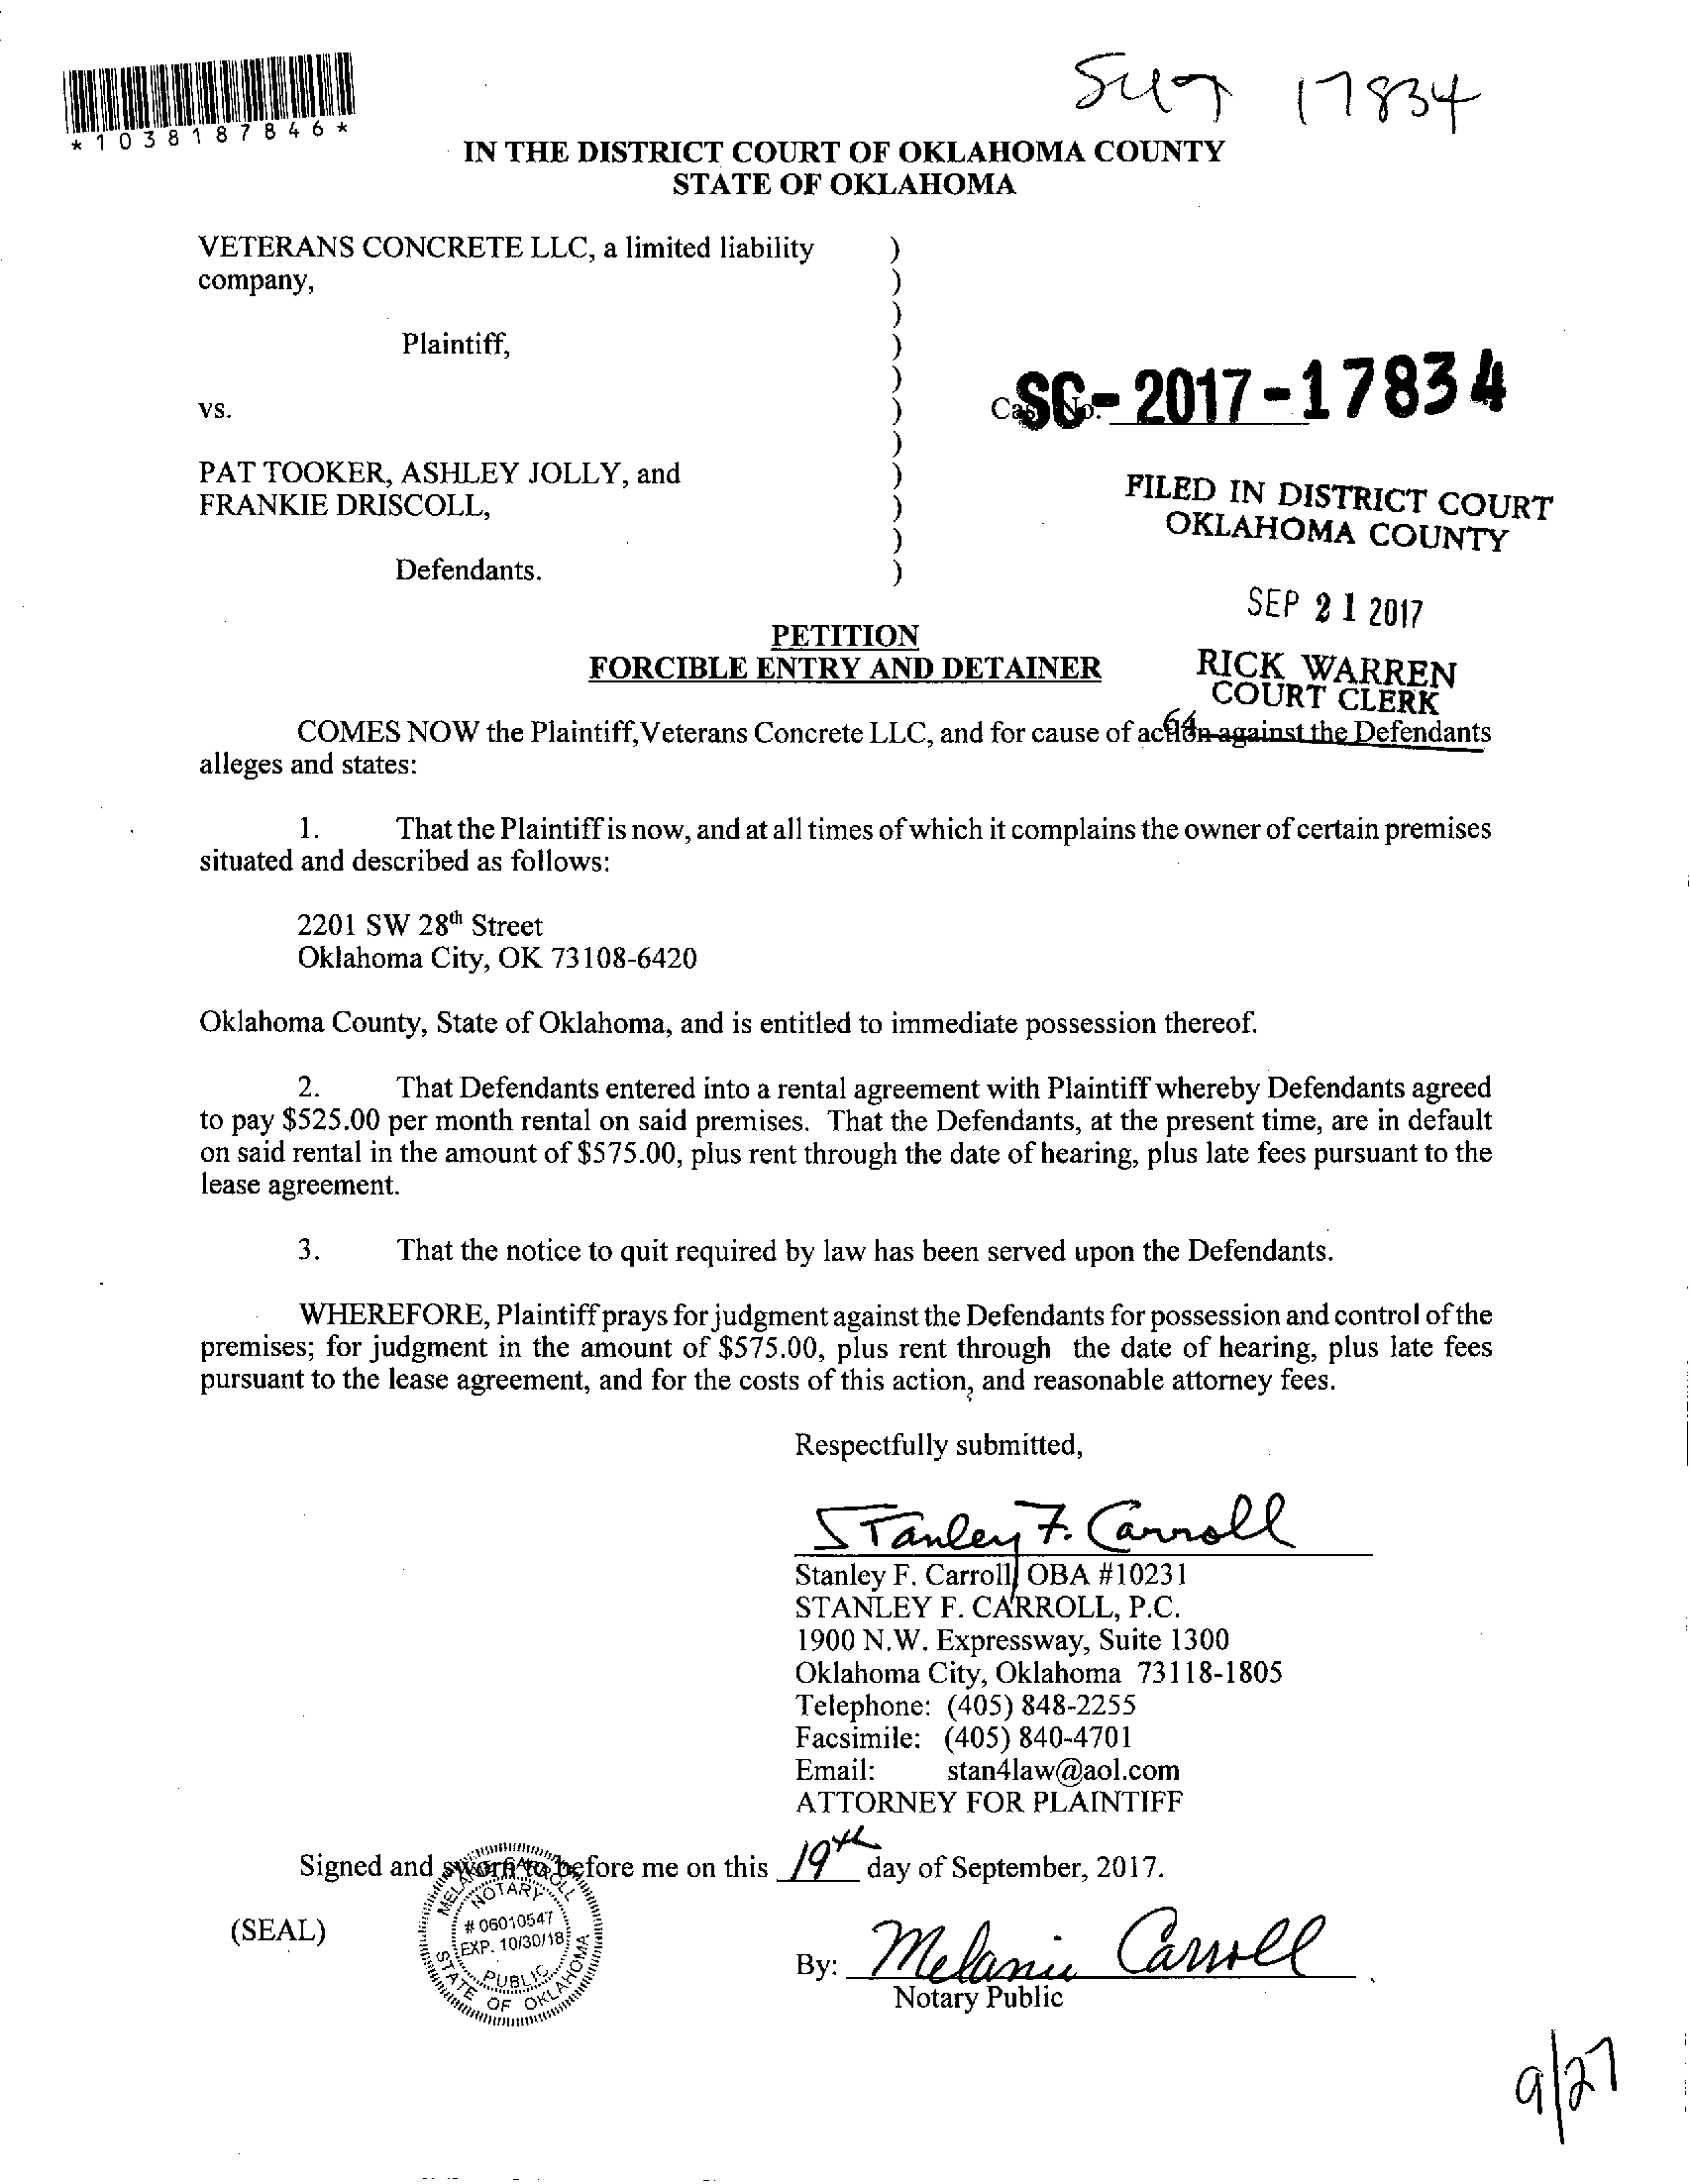 *1038187846*
17834
IN THE DISTRICT COURT OF OKLAHOMA COUNTY
STATE OF OKLAHOMA
VETERANS CONCRETE LLC, a limited liability )
company, )
)
Plaintiff, )
)
vs. )
Case No. SC-2017-17834
)
PAT TOOKER, ASHLEY JOLLY, and )
FRANKIE DRISCOLL, )
)
Defendants. )
FILED IN DISTRICT COURT
OKLAHOMA COUNTY
SEP 21 2017
RICK WARREN
COURT CLERK
64
PETITION
FORCIBLE ENTRY AND DETAINER
COMES NOW the Plaintiff, Veterans Concrete LLC, and for cause of action against the Defendants
alleges and states:
1. That the Plaintiff is now, and at all times of which it complains the owner of certain premises
situated and described as follows:
2201 SW 28th Street
Oklahoma City, OK 73108-6420
Oklahoma County, State of Oklahoma, and is entitled to immediate possession thereof.
2. That Defendants entered into a rental agreement with Plaintiff whereby Defendants agreed
to pay $525.00 per month rental on said premises. That the Defendants, at the present time, are in default
on said rental in the amount of $575.00, plus rent through the date of hearing, plus late fees pursuant to the
lease agreement.
3. That the notice to quit required by law has been served upon the Defendants.
WHEREFORE, Plaintiff prays for judgment against the Defendants for possession and control of the
premises; for judgment in the amount of $575.00, plus rent through the date of hearing, plus late fees
pursuant to the lease agreement, and for the costs of this action, and reasonable attorney fees.
Respectfully submitted,
Stanley F. Carroll
Stanley F. Carroll, OBA #10231
STANLEY F. CARROLL, P.C.
1900 N.W. Expressway, Suite 1300
Oklahoma City, Oklahoma 73118-1805
Telephone: (405) 848-2255
Facsimile: (405) 840-4701
Email: stan4law@aol.com
ATTORNEY FOR PLAINTIFF
Signed and sworn to before me on this 19th day of September, 2017.
(SEAL)
MELANIE CARROLL
NOTARY
# 06010547
EXP. 10/30/18
PUBLIC
STATE OF OKLAHOMA
By: Melanie Carroll
Notary Public
9/27